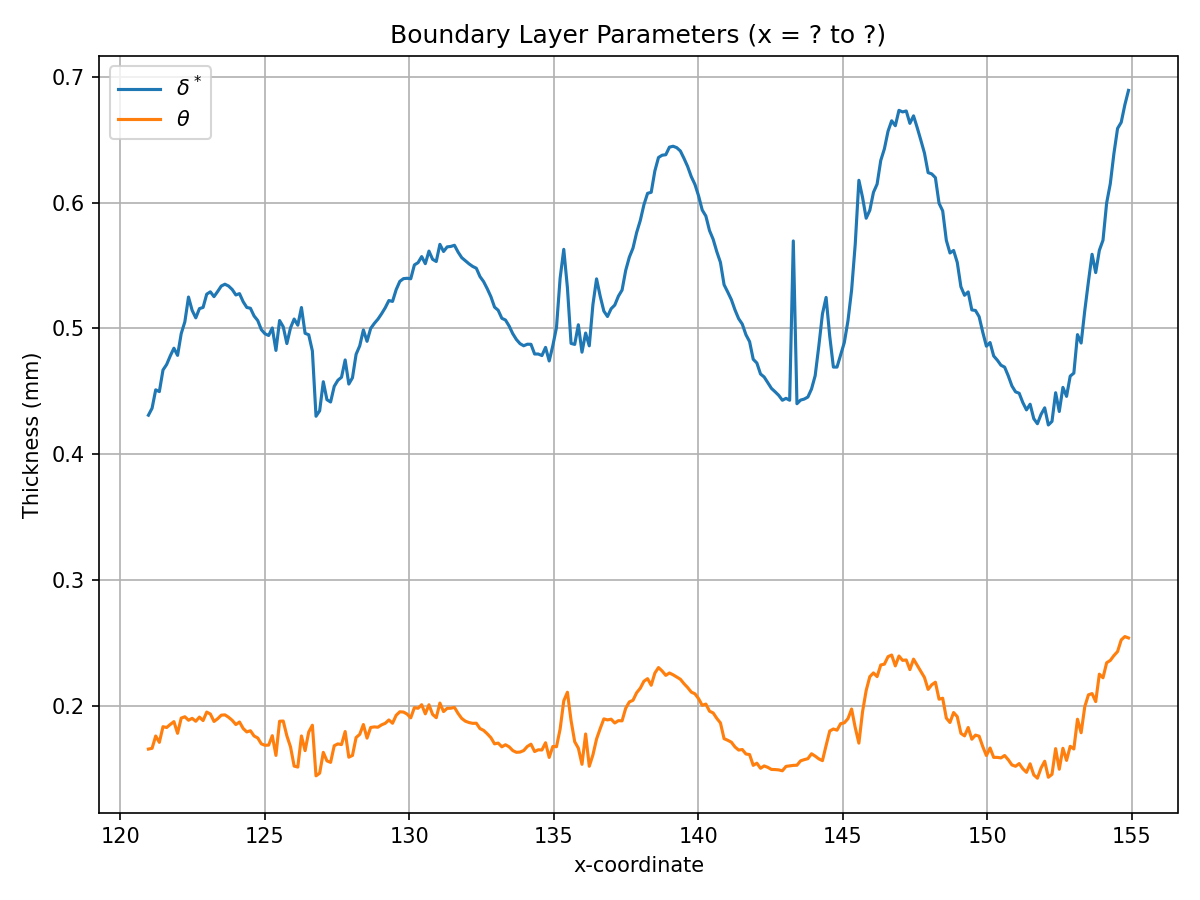 Boundary Layer Parameters (x = ? to ?)
δ*
θ
Thickness (mm)
0.7
0.6
0.5
0.4
0.3
0.2
120 125 130 135 140 145 150 155
x-coordinate